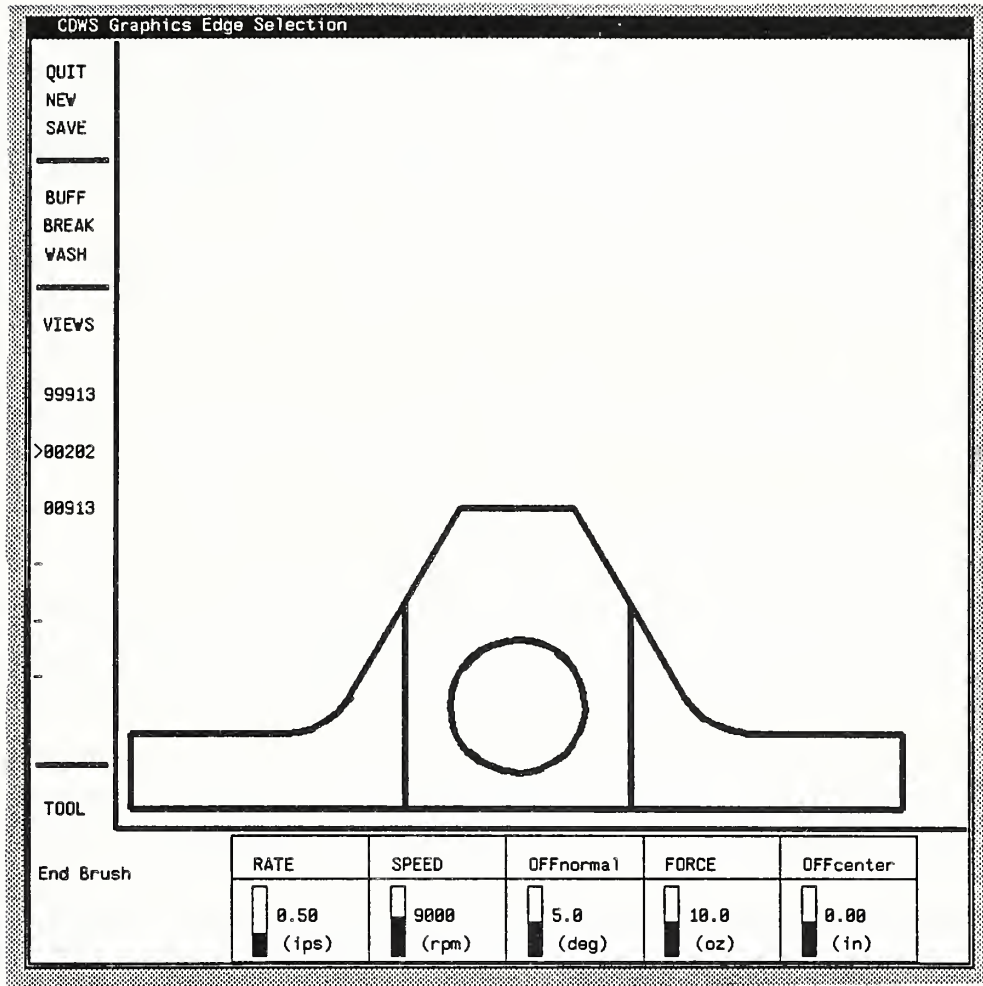 CDWS Graphics Edge Selection
QUIT
NEW
SAVE
BUFF
BREAK
WASH
VIEWS
99913
>00202
00913
-
-
-
TOOL
End Brush
RATE
0.50
(ips)
SPEED
9000
(rpm)
OFFnormal
5.0
(deg)
FORCE
10.0
(oz)
OFFcenter
0.00
(in)